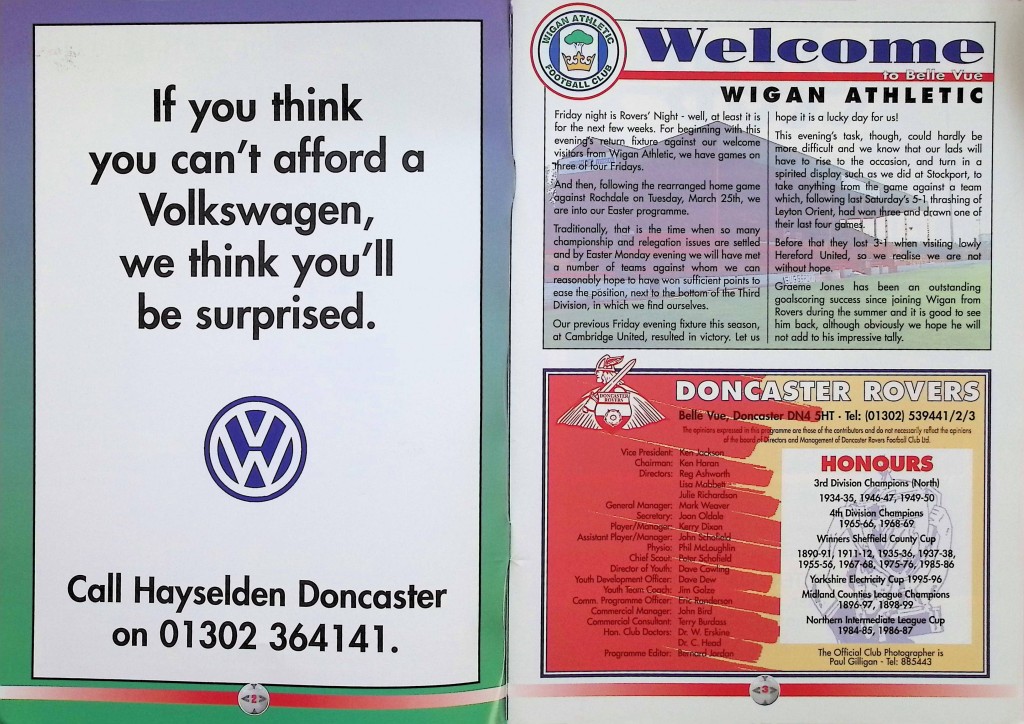 If you think
you can't afford a
Volkswagen,
we think you'll
be surprised.
VW
Call Hayselden Doncaster
on 01302 364141.
<2>
WIGAN ATHLETIC
FOOTBALL CLUB
Welcome
to Belle Vue
WIGAN ATHLETIC
Friday night is Rovers' Night - well, at least it is
for the next few weeks. For beginning with this
evening's return fixture against our welcome
visitors from Wigan Athletic, we have games on
three of four Fridays.
And then, following the rearranged home game
against Rochdale on Tuesday, March 25th, we
are into our Easter programme.
Traditionally, that is the time when so many
championship and relegation issues are settled
and by Easter Monday evening we will have met
a number of teams against whom we can
reasonably hope to have won sufficient points to
ease the position, next to the bottom of the Third
Division, in which we find ourselves.
Our previous Friday evening fixture this season,
at Cambridge United, resulted in victory. Let us
hope it is a lucky day for us!
This evening's task, though, could hardly be
more difficult and we know that our lads will
have to rise to the occasion, and turn in a
spirited display such as we did at Stockport, to
take anything from the game against a team
which, following last Saturday's 5-1 thrashing of
Leyton Orient, had won three and drawn one of
their last four games.
Before that they lost 3-1 when visiting lowly
Hereford United, so we realise we are not
without hope.
Graeme Jones has been an outstanding
goalscoring success since joining Wigan from
Rovers during the summer and it is good to see
him back, although obviously we hope he will
not add to his impressive tally.
DONCASTER
ROVERS
DONCASTER ROVERS
Belle Vue, Doncaster DN4 5HT - Tel: (01302) 539441/2/3
The opinions expressed in this programme are those of the contributors and do not necessarily reflect the opinions
of the board of Directors and Management of Doncaster Rovers Football Club Ltd.
Vice President: Ken Jackson
Chairman: Ken Haran
Directors: Reg Ashworth
Lisa Mabbett
Julie Richardson
General Manager: Mark Weaver
Secretary: Joan Oldale
Player/Manager: Kerry Dixon
Assistant Player/Manager: John Schofield
Physio: Phil McLoughlin
Chief Scout: Peter Schofield
Director of Youth: Dave Cowling
Youth Development Officer: Dave Dew
Youth Team Coach: Jim Golze
Comm. Programme Officer: Eric Randerson
Commercial Manager: John Bird
Commercial Consultant: Terry Burdass
Hon. Club Doctors: Dr. W. Erskine
Dr. C. Head
Programme Editor: Bernard Jordan
HONOURS
3rd Division Champions (North)
1934-35, 1946-47, 1949-50
4th Division Champions
1965-66, 1968-69
Winners Sheffield County Cup
1890-91, 1911-12, 1935-36, 1937-38,
1955-56, 1967-68, 1975-76, 1985-86
Yorkshire Electricity Cup 1995-96
Midland Counties League Champions
1896-97, 1898-99
Northern Intermediate League Cup
1984-85, 1986-87
The Official Club Photographer is
Paul Gilligan - Tel: 885443
<3>